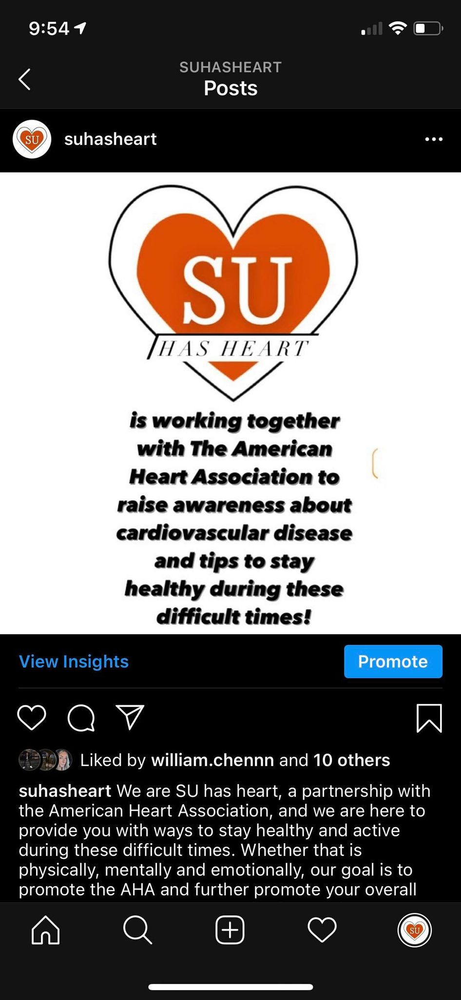 9:54
SUHASHEART
Posts
SU
suhasheart
SU
HAS HEART
is working together
with The American
Heart Association to
raise awareness about
cardiovascular disease
and tips to stay
healthy during these
difficult times!
View Insights
Promote
Liked by william.chennn and 10 others
suhasheart We are SU has heart, a partnership with
the American Heart Association, and we are here to
provide you with ways to stay healthy and active
during these difficult times. Whether that is
physically, mentally and emotionally, our goal is to
promote the AHA and further promote your overall
SU